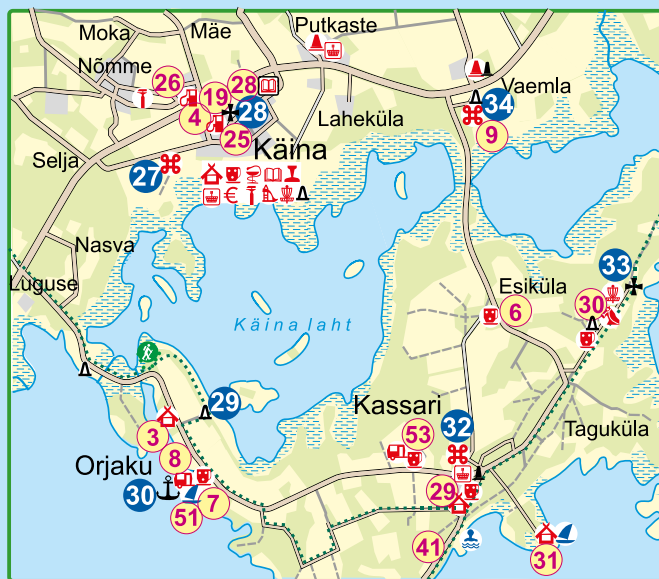 Moka
Mäe
Putkaste
Nõmme
26
19
28
4
28
25
Käina
€
Vaemla
34
9
Laheküla
Selja
27
Nasva
Luguse
Käina laht
33
Esiküla
6
30
29
3
Kassari
53
32
Taguküla
Orjaku
8
30
51
7
29
41
31